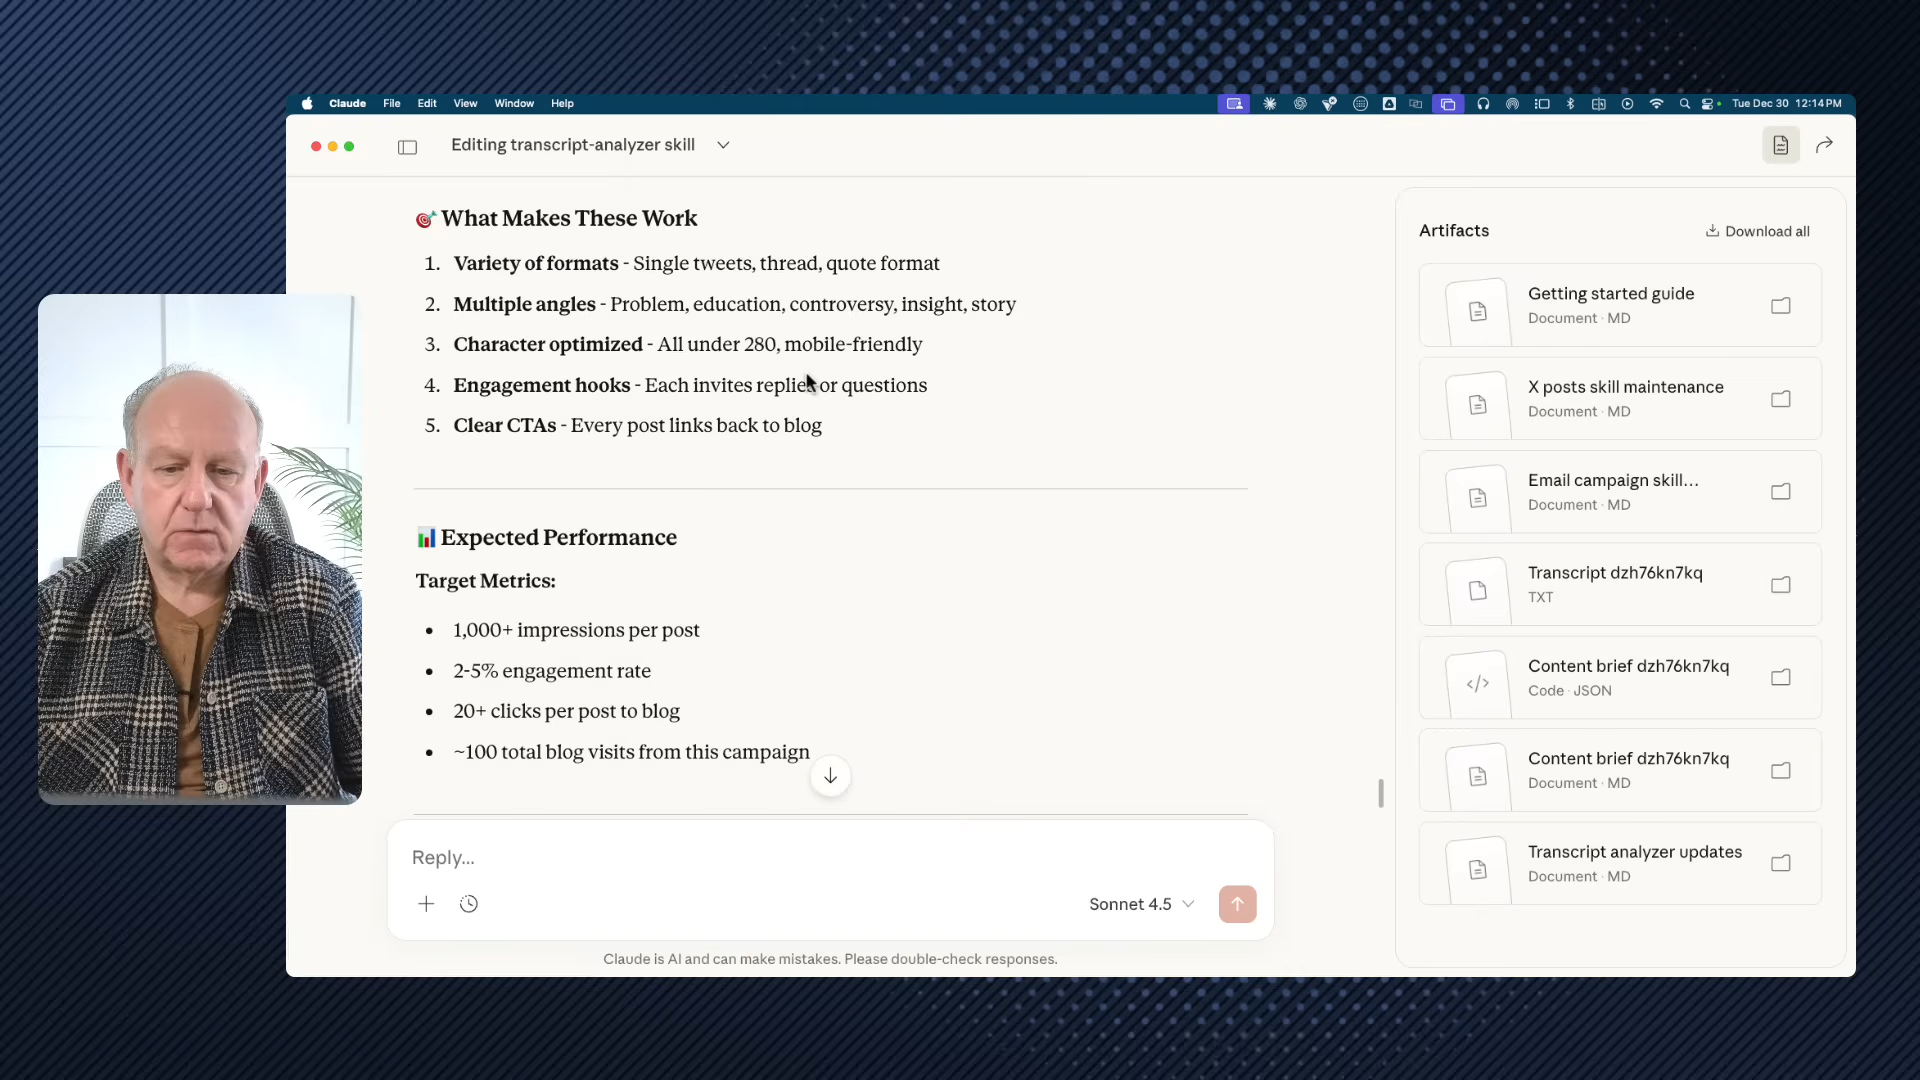 Claude File Edit View Window Help
Tue Dec 30 12:14 PM
Editing transcript-analyzer skill
🎯 What Makes These Work
1. Variety of formats - Single tweets, thread, quote format
2. Multiple angles - Problem, education, controversy, insight, story
3. Character optimized - All under 280, mobile-friendly
4. Engagement hooks - Each invites replies or questions
5. Clear CTAs - Every post links back to blog
📊 Expected Performance
Target Metrics:
• 1,000+ impressions per post
• 2-5% engagement rate
• 20+ clicks per post to blog
• ~100 total blog visits from this campaign
Reply...
Sonnet 4.5
Claude is AI and can make mistakes. Please double-check responses.
Artifacts
Download all
Getting started guide
Document · MD
X posts skill maintenance
Document · MD
Email campaign skill...
Document · MD
Transcript dzh76kn7kq
TXT
Content brief dzh76kn7kq
Code · JSON
Content brief dzh76kn7kq
Document · MD
Transcript analyzer updates
Document · MD